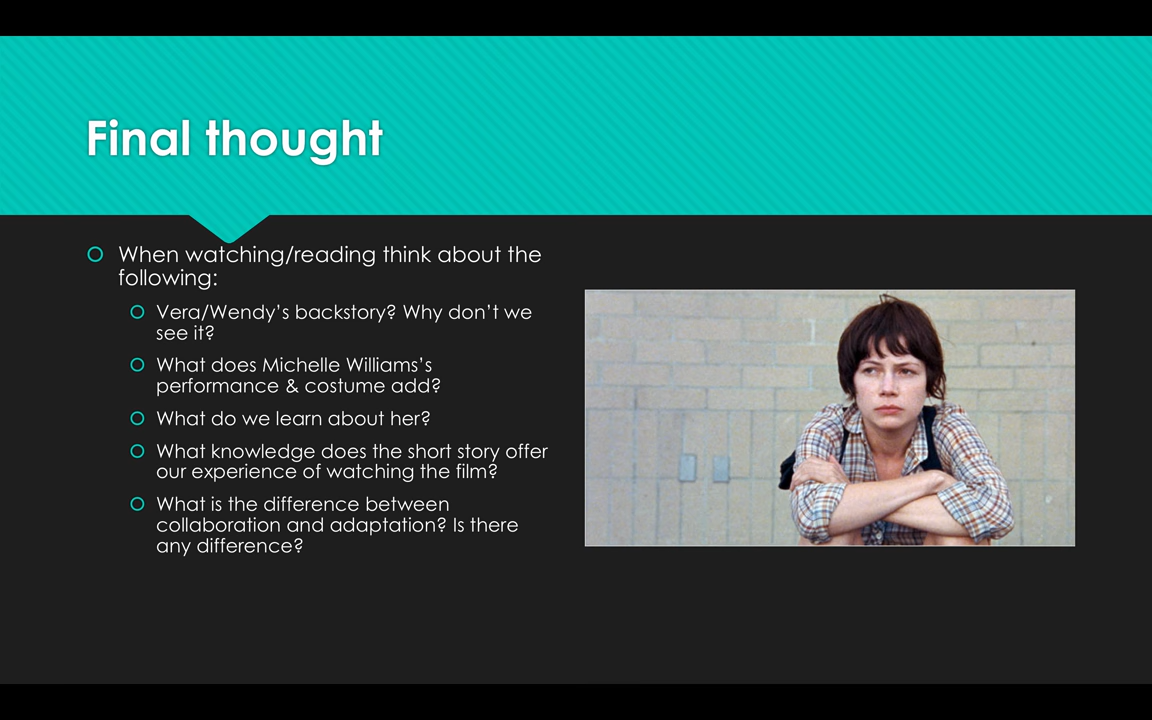 Final thought
When watching/reading think about the
following:
Vera/Wendy’s backstory? Why don’t we
see it?
What does Michelle Williams’s
performance & costume add?
What do we learn about her?
What knowledge does the short story offer
our experience of watching the film?
What is the difference between
collaboration and adaptation? Is there
any difference?